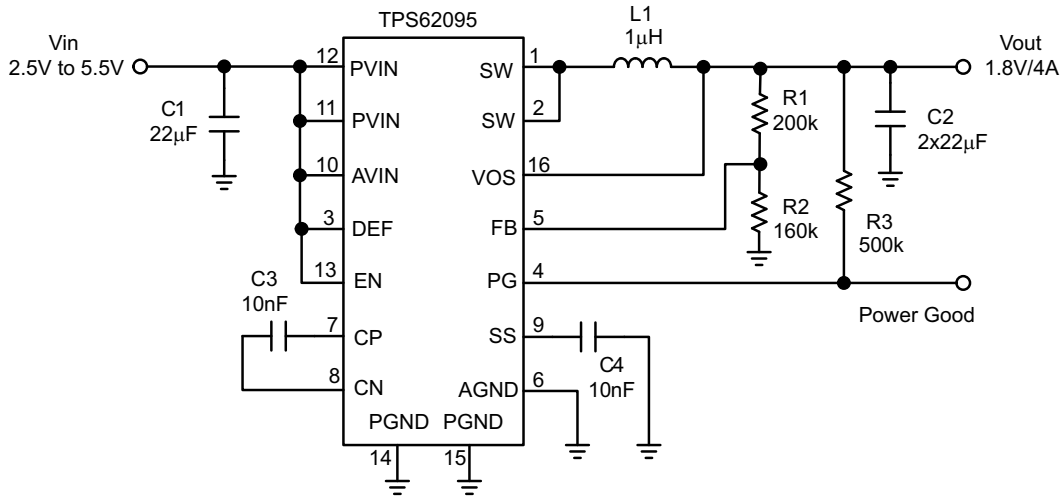 TPS62095
Vin
2.5V to 5.5V
C1
22μF
12
PVIN
11
PVIN
10
AVIN
3
DEF
13
EN
C3
10nF
7
CP
8
CN
PGND PGND
14
15
1
SW
2
SW
16
VOS
5
FB
4
PG
9
SS
6
AGND
L1
1μH
R1
200k
R2
160k
R3
500k
C2
2x22μF
C4
10nF
Vout
1.8V/4A
Power Good